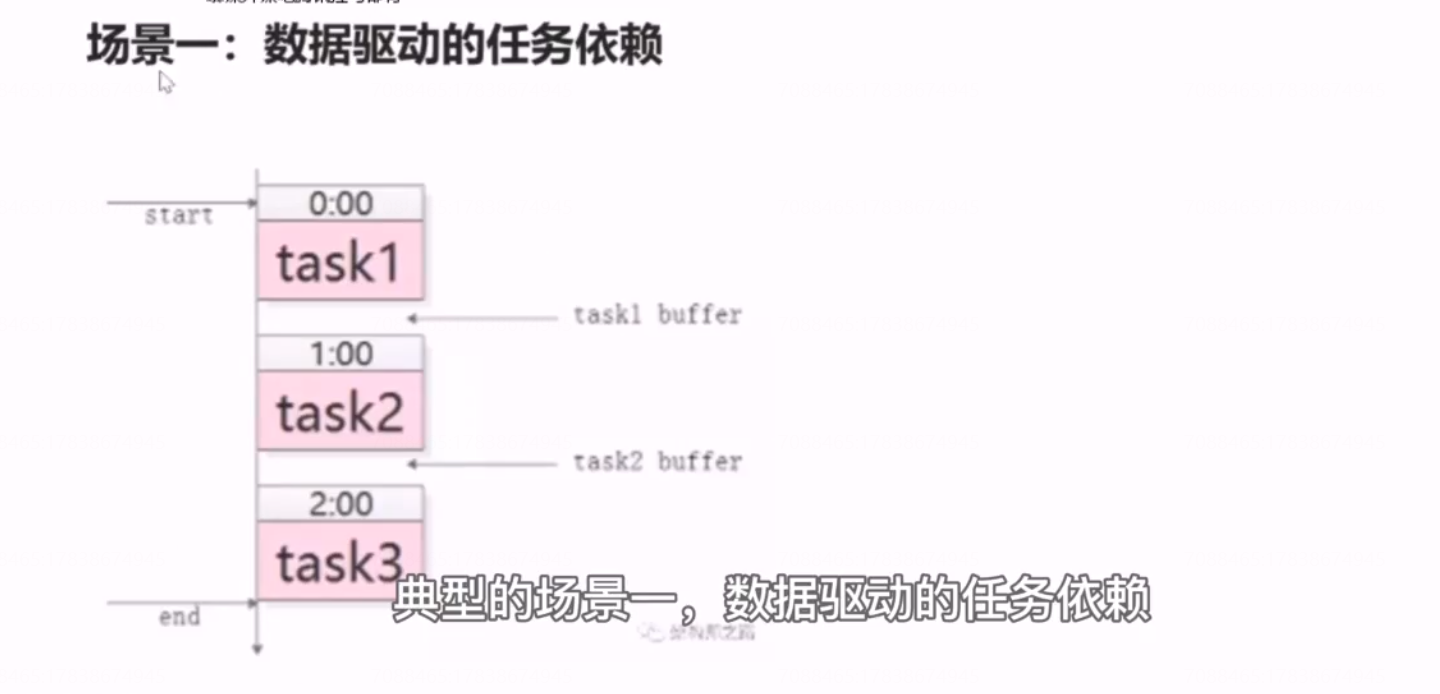 场景一：数据驱动的任务依赖
start
0:00
task1
task1 buffer
1:00
task2
task2 buffer
2:00
task3
典型的场景一，数据驱动的任务依赖
end